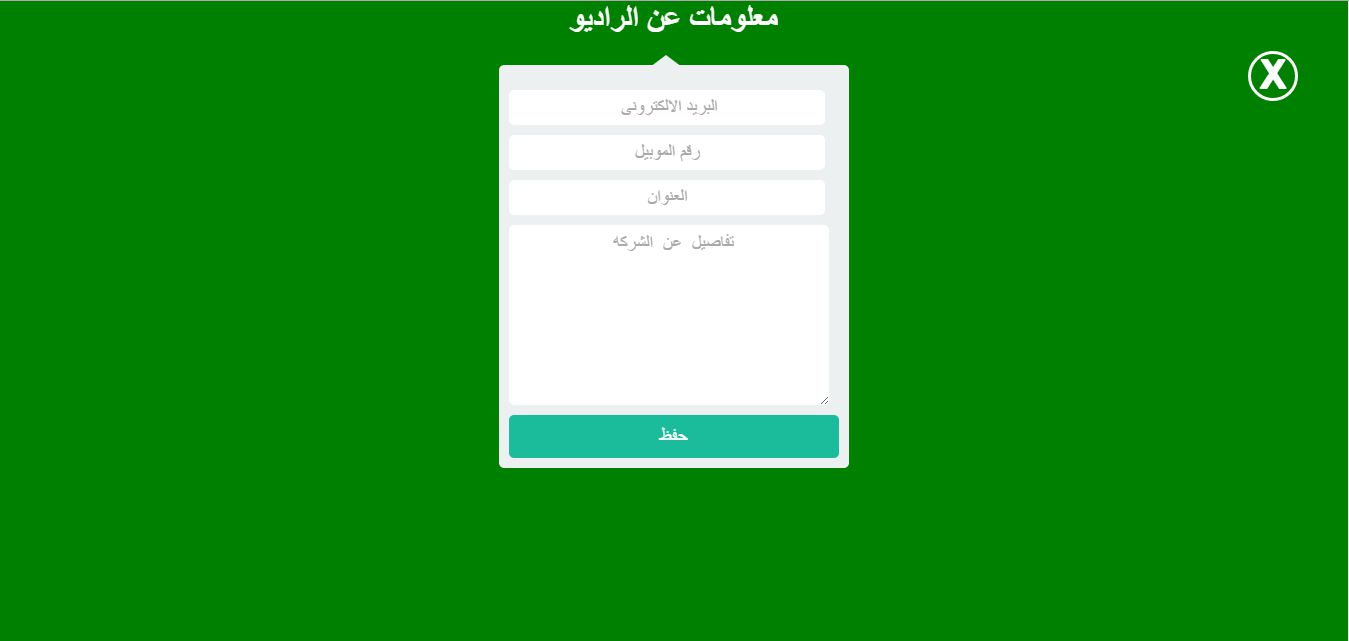 معلومات عن الراديو
X
البريد الالكترونى
رقم الموبيل
العنوان
تفاصيل عن الشركه
حفظ